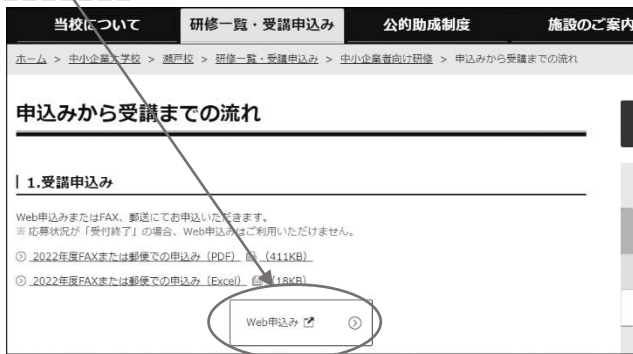 当校について 研修一覧・受講申込み 公的助成制度 施設のご案内
ホーム > 中小企業大学校 > 瀬戸校 > 研修一覧・受講申込み > 中小企業者向け研修 > 申込みから受講までの流れ
申込みから受講までの流れ
1.受講申込み
Web申込みまたはFAX、郵送にてお申込いただきます。
※ 応募状況が「受付終了」の場合、Web申込みはご利用いただけません。
2022年度FAXまたは郵便での申込み（PDF）（411KB）
2022年度FAXまたは郵便での申込み（Excel）（18KB）
Web申込み